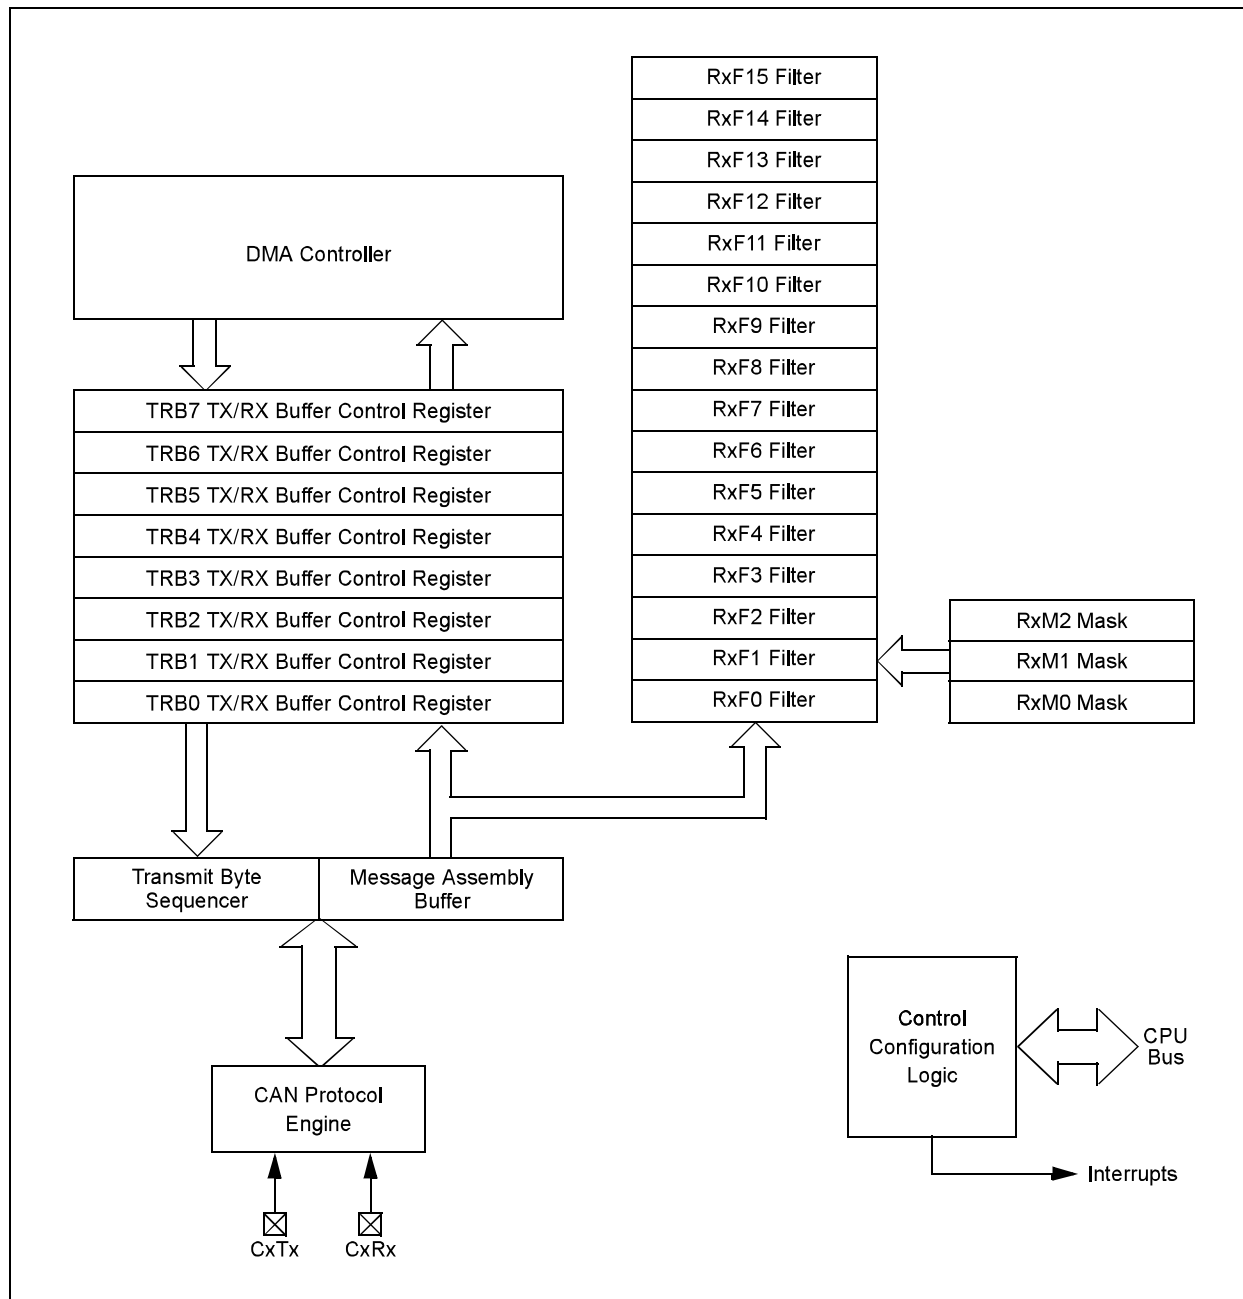 RxF15 Filter
RxF14 Filter
RxF13 Filter
RxF12 Filter
RxF11 Filter
RxF10 Filter
RxF9 Filter
RxF8 Filter
RxF7 Filter
RxF6 Filter
RxF5 Filter
RxF4 Filter
RxF3 Filter
RxF2 Filter
RxF1 Filter
RxF0 Filter
DMA Controller
TRB7 TX/RX Buffer Control Register
TRB6 TX/RX Buffer Control Register
TRB5 TX/RX Buffer Control Register
TRB4 TX/RX Buffer Control Register
TRB3 TX/RX Buffer Control Register
TRB2 TX/RX Buffer Control Register
TRB1 TX/RX Buffer Control Register
TRB0 TX/RX Buffer Control Register
RxM2 Mask
RxM1 Mask
RxM0 Mask
Transmit Byte
Sequencer
Message Assembly
Buffer
CAN Protocol
Engine
CxTx
CxRx
Control
Configuration
Logic
CPU
Bus
Interrupts